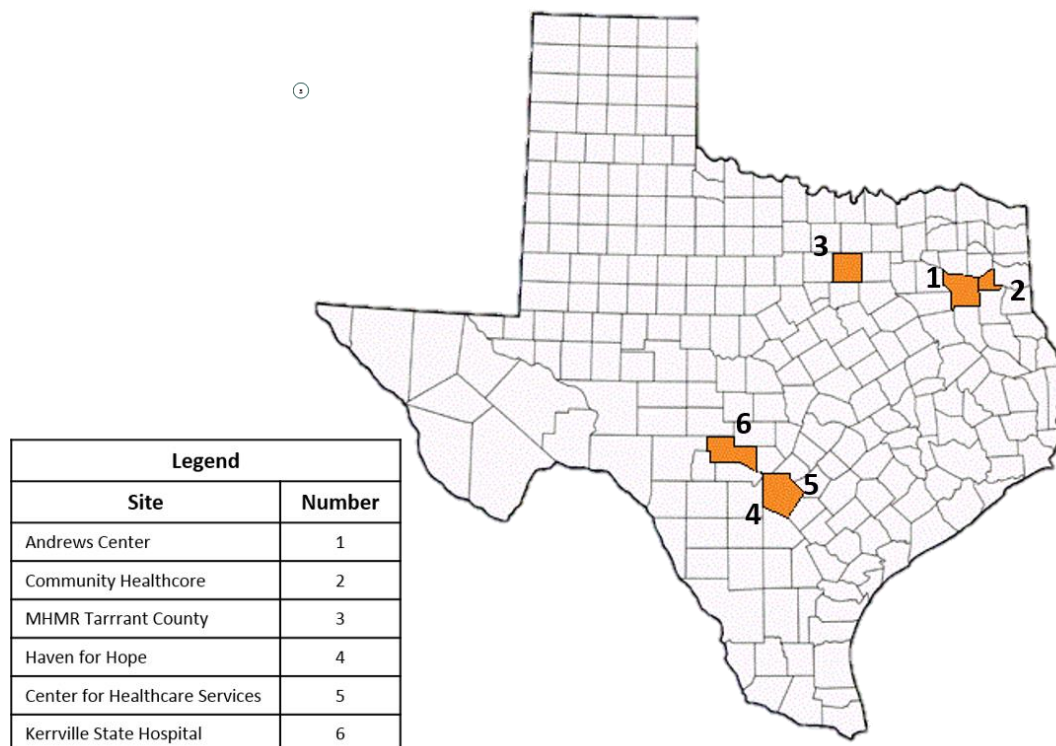 3
1
2
6
5
4
Legend
Site Number
Andrews Center 1
Community Healthcore 2
MHMR Tarrrant County 3
Haven for Hope 4
Center for Healthcare Services 5
Kerrville State Hospital 6